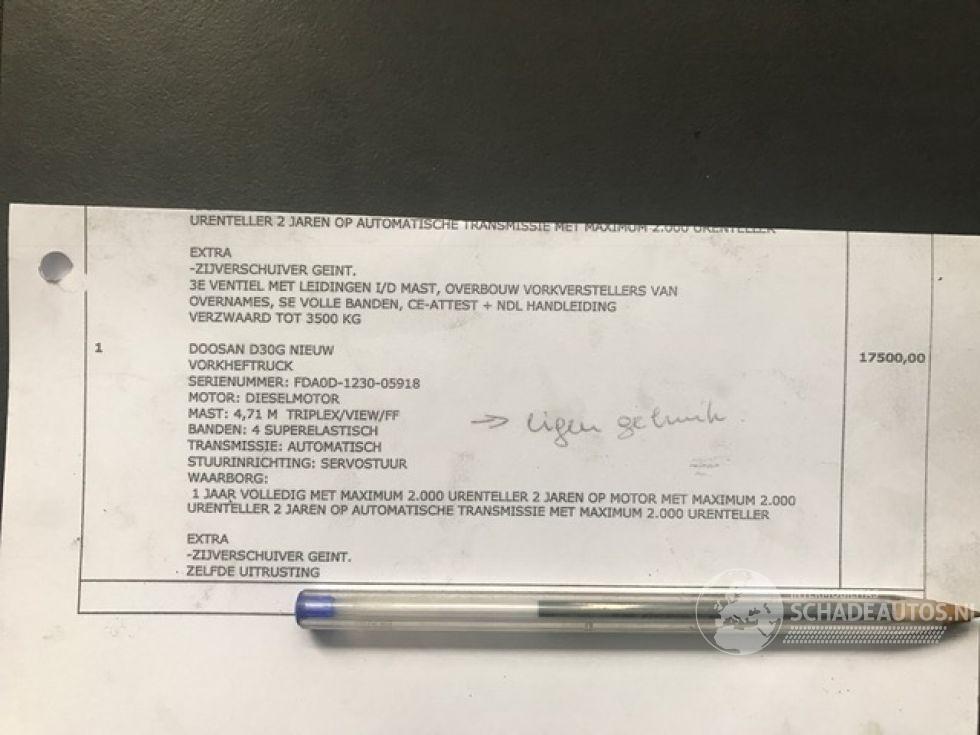 URENTELLER 2 JAREN OP AUTOMATISCHE TRANSMISSIE MET MAXIMUM 2.000 URENTELLER
EXTRA
-ZIJVERSCHUIVER GEINT.
3E VENTIEL MET LEIDINGEN I/D MAST, OVERBOUW VORKVERSTELLERS VAN
OVERNAMES, SE VOLLE BANDEN, CE-ATTEST + NDL HANDLEIDING
VERZWAARD TOT 3500 KG
1 DOOSAN D30G NIEUW 17500,00
VORKHEFTRUCK
SERIENUMMER: FDA0D-1230-05918
MOTOR: DIESELMOTOR
MAST: 4,71 M TRIPLEX/VIEW/FF
→ eigen gebruik.
BANDEN: 4 SUPERELASTISCH
TRANSMISSIE: AUTOMATISCH
STUURINRICHTING: SERVOSTUUR
WAARBORG:
1 JAAR VOLLEDIG MET MAXIMUM 2.000 URENTELLER 2 JAREN OP MOTOR MET MAXIMUM 2.000
URENTELLER 2 JAREN OP AUTOMATISCHE TRANSMISSIE MET MAXIMUM 2.000 URENTELLER
EXTRA
-ZIJVERSCHUIVER GEINT.
ZELFDE UITRUSTING
SCHADEAUTOS.NL